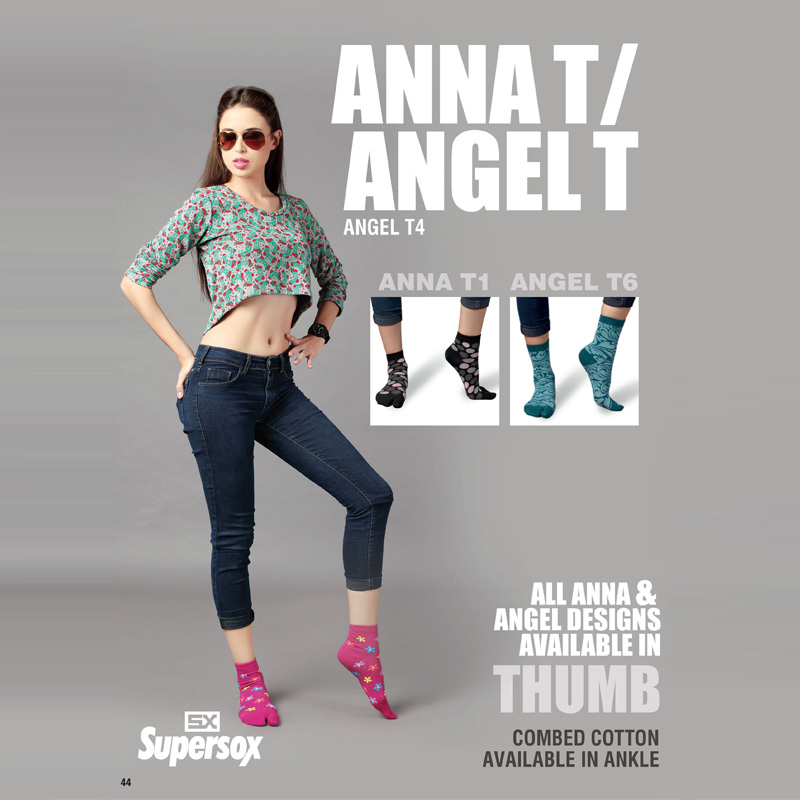 ANNA T/
ANGEL T
ANGEL T4
ANNA T1 ANGEL T6
ALL ANNA &
ANGEL DESIGNS
AVAILABLE IN
THUMB
COMBED COTTON
AVAILABLE IN ANKLE
SX
Supersox
44